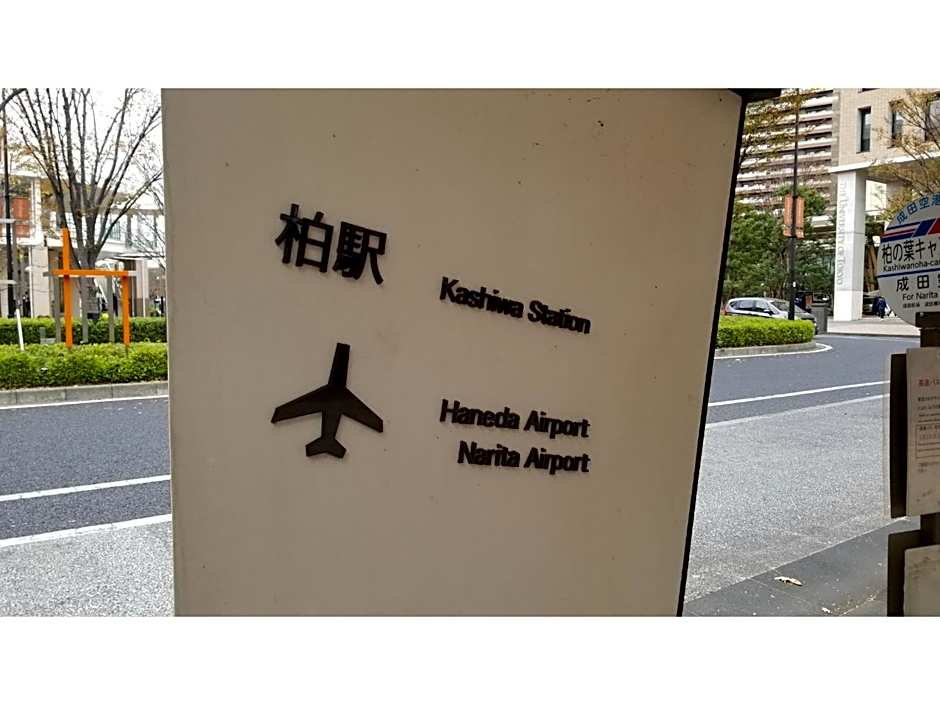 柏駅
Kashiwa Station
Haneda Airport
Narita Airport
成田空港
柏の葉キャ
Kashiwanoha-ca
成田空
For Narita